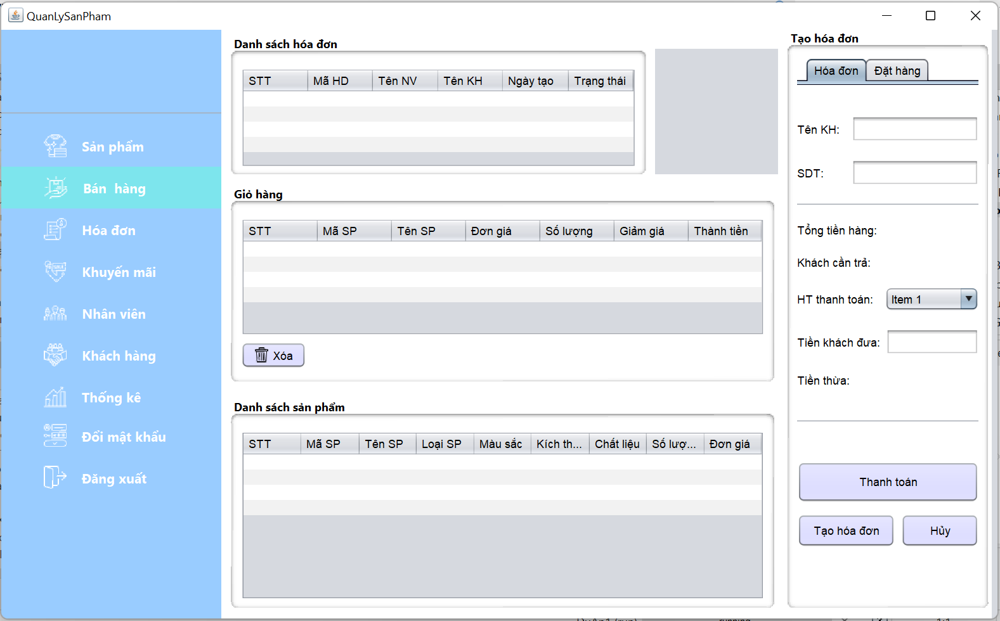 QuanLySanPham
Sản phẩm
Bán hàng
Hóa đơn
Khuyến mãi
Nhân viên
Khách hàng
Thống kê
Đổi mật khẩu
Đăng xuất
Danh sách hóa đơn
STT Mã HD Tên NV Tên KH Ngày tạo Trạng thái
Giỏ hàng
STT Mã SP Tên SP Đơn giá Số lượng Giảm giá Thành tiền
Xóa
Danh sách sản phẩm
STT Mã SP Tên SP Loại SP Màu sắc Kích th... Chất liệu Số lượ... Đơn giá
Tạo hóa đơn
Hóa đơn Đặt hàng
Tên KH:
SDT:
Tổng tiền hàng:
Khách cần trả:
HT thanh toán: Item 1
Tiền khách đưa:
Tiền thừa:
Thanh toán
Tạo hóa đơn Hủy